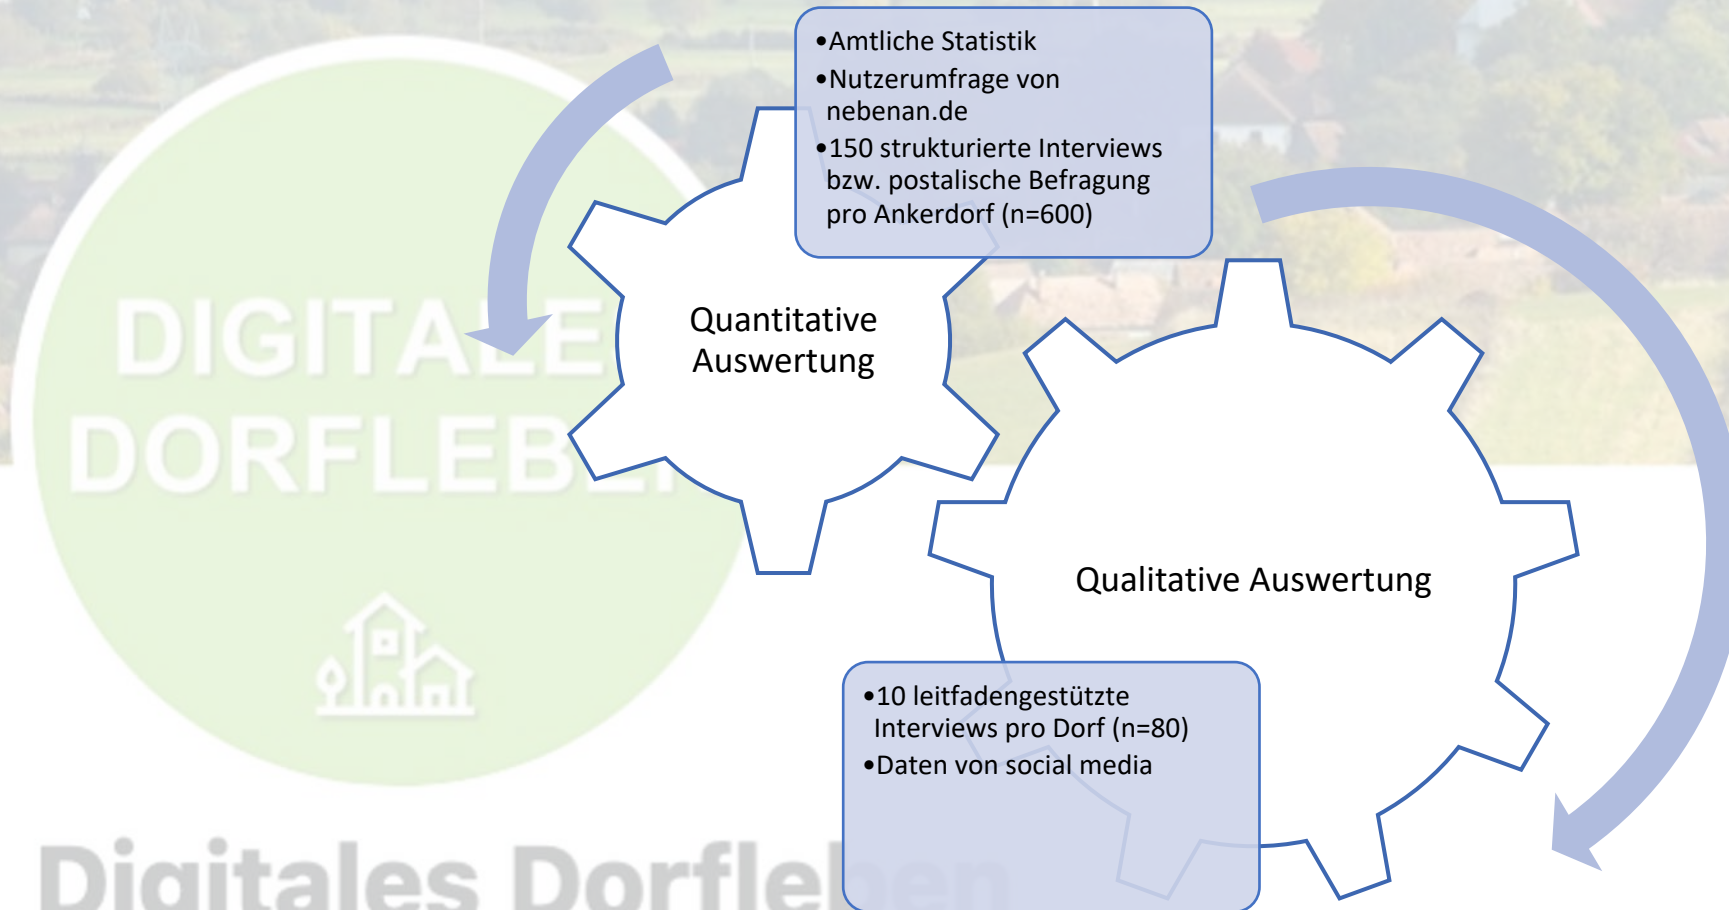 •Amtliche Statistik
•Nutzerumfrage von
nebenan.de
•150 strukturierte Interviews
bzw. postalische Befragung
pro Ankerdorf (n=600)
Quantitative
Auswertung
DIGITALE
DORFLEBEN
Qualitative Auswertung
•10 leitfadengestützte
Interviews pro Dorf (n=80)
•Daten von social media
Digitales Dorfleben